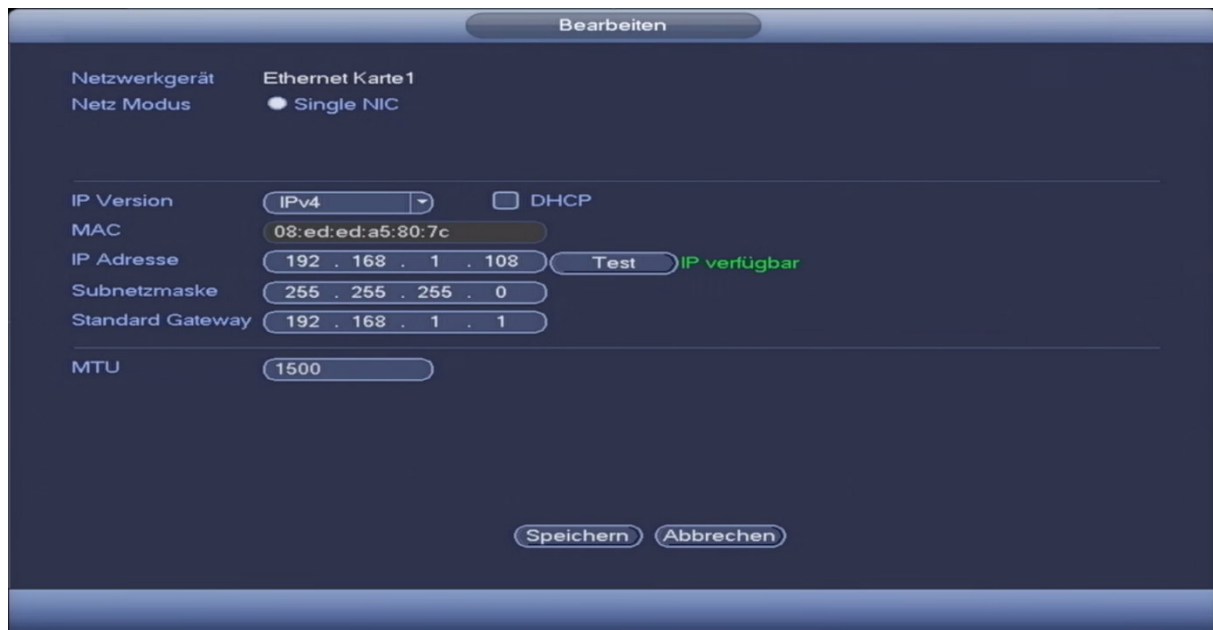 Bearbeiten
Netzwerkgerät Ethernet Karte1
Netz Modus Single NIC
IP Version IPv4 DHCP
MAC 08:ed:ed:a5:80:7c
IP Adresse 192 . 168 . 1 . 108 Test IP verfügbar
Subnetzmaske 255 . 255 . 255 . 0
Standard Gateway 192 . 168 . 1 . 1
MTU 1500
Speichern Abbrechen